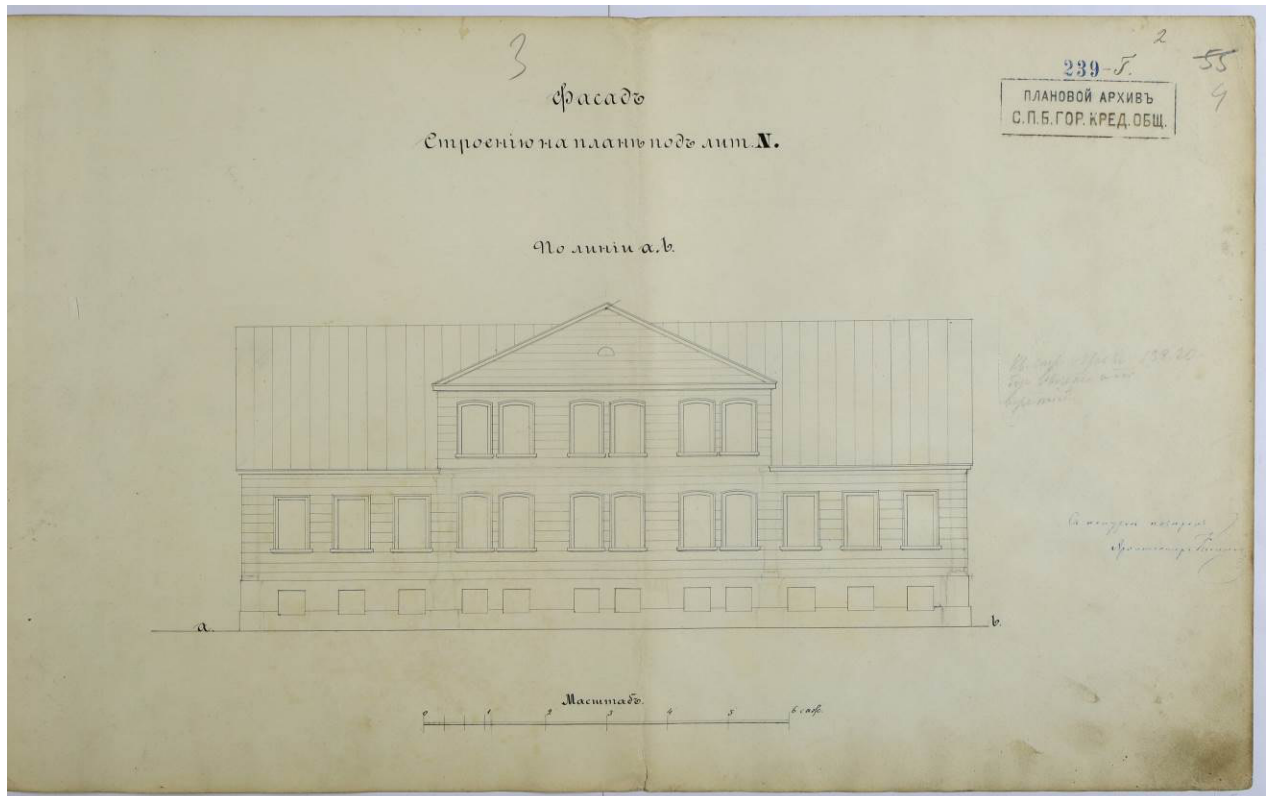 3
2
239-Г.
55
4
ПЛАНОВОЙ АРХИВЪ
С.П.Б. ГОР. КРЕД. ОБЩ.
Фасадъ
Строенію на планѣ подъ лит. N.
По линіи a. b.
a.
b.
Масштабъ.
0 1 2 3 4 5 6 саж.